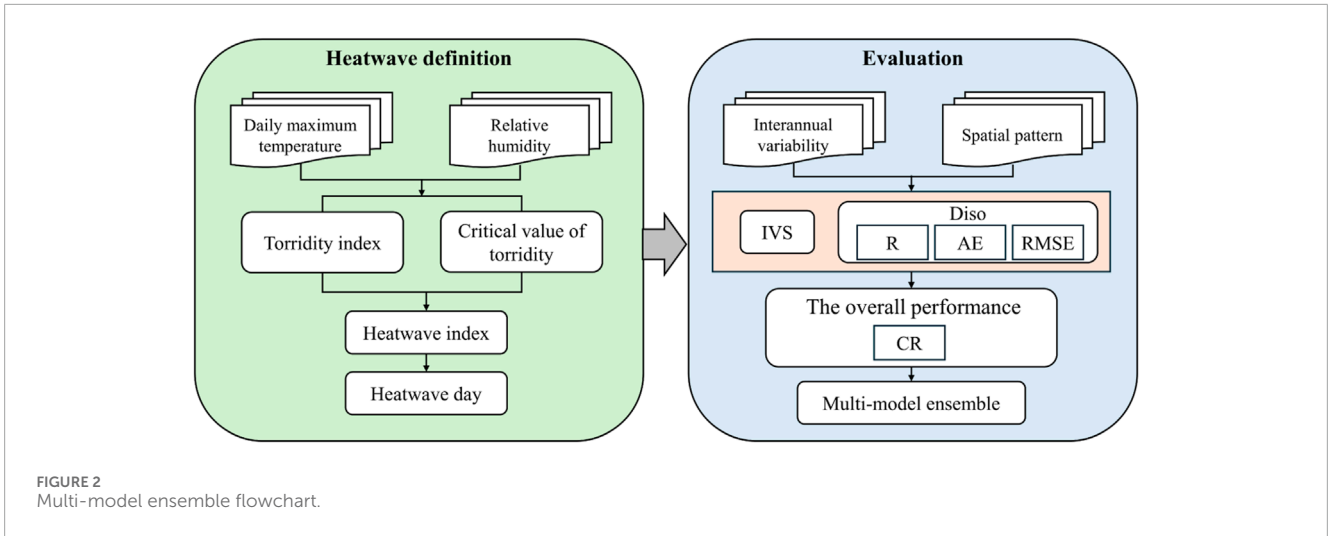 Heatwave definition
Daily maximum
temperature
Relative
humidity
Torridity index
Critical value of
torridity
Heatwave index
Heatwave day
Evaluation
Interannual
variability
Spatial pattern
IVS
Diso
R
AE
RMSE
The overall performance
CR
Multi-model ensemble
FIGURE 2
Multi-model ensemble flowchart.